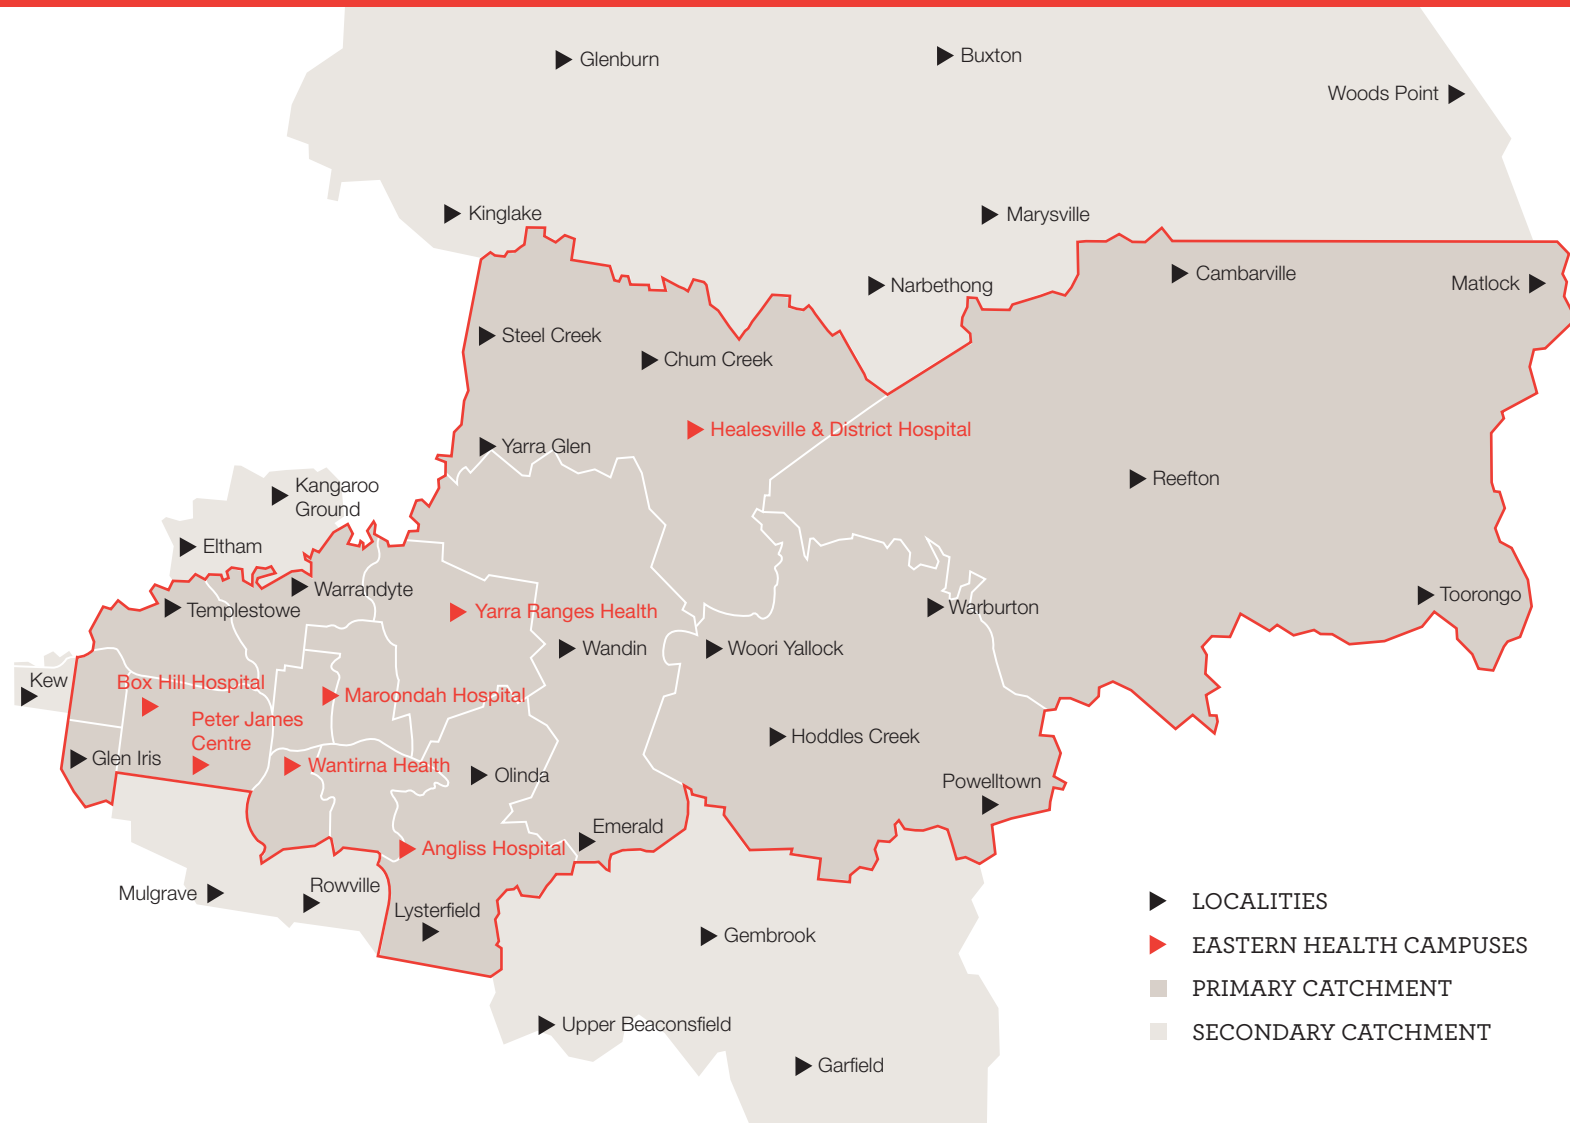 Glenburn
Buxton
Woods Point
Kinglake
Marysville
Cambarville
Matlock
Narbethong
Steel Creek
Chum Creek
Healesville & District Hospital
Yarra Glen
Reefton
Kangaroo
Ground
Eltham
Warrandyte
Templestowe
Yarra Ranges Health
Warburton
Toorongo
Wandin
Woori Yallock
Kew
Box Hill Hospital
Maroondah Hospital
Peter James
Centre
Hoddles Creek
Glen Iris
Wantirna Health
Olinda
Powelltown
Emerald
Angliss Hospital
Mulgrave
Rowville
Lysterfield
Gembrook
Upper Beaconsfield
Garfield
LOCALITIES
EASTERN HEALTH CAMPUSES
PRIMARY CATCHMENT
SECONDARY CATCHMENT